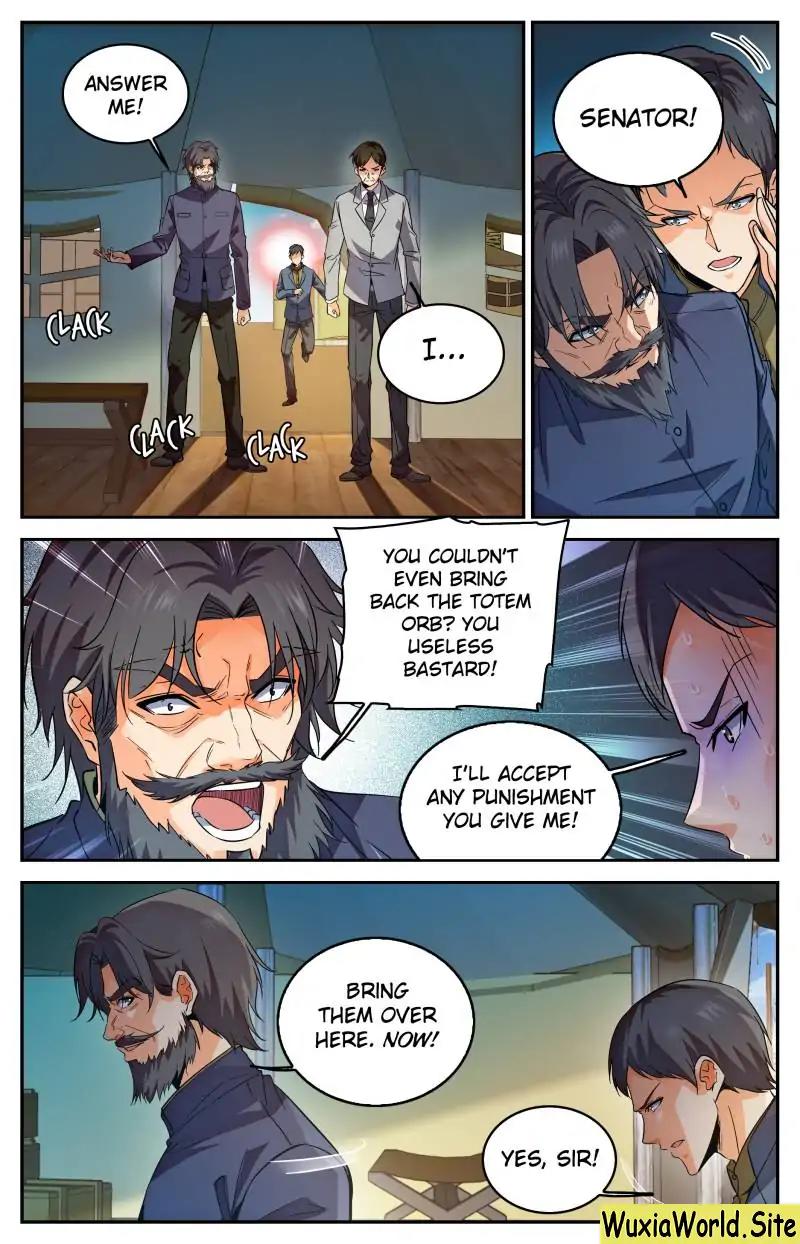 ANSWER
ME!
I...
CLACK
CLACK
CLACK
SENATOR!
YOU COULDN'T
EVEN BRING
BACK THE TOTEM
ORB? YOU
USELESS
BASTARD!
I'LL ACCEPT
ANY PUNISHMENT
YOU GIVE ME!
BRING
THEM OVER
HERE. NOW!
YES, SIR!
WuxiaWorld.Site